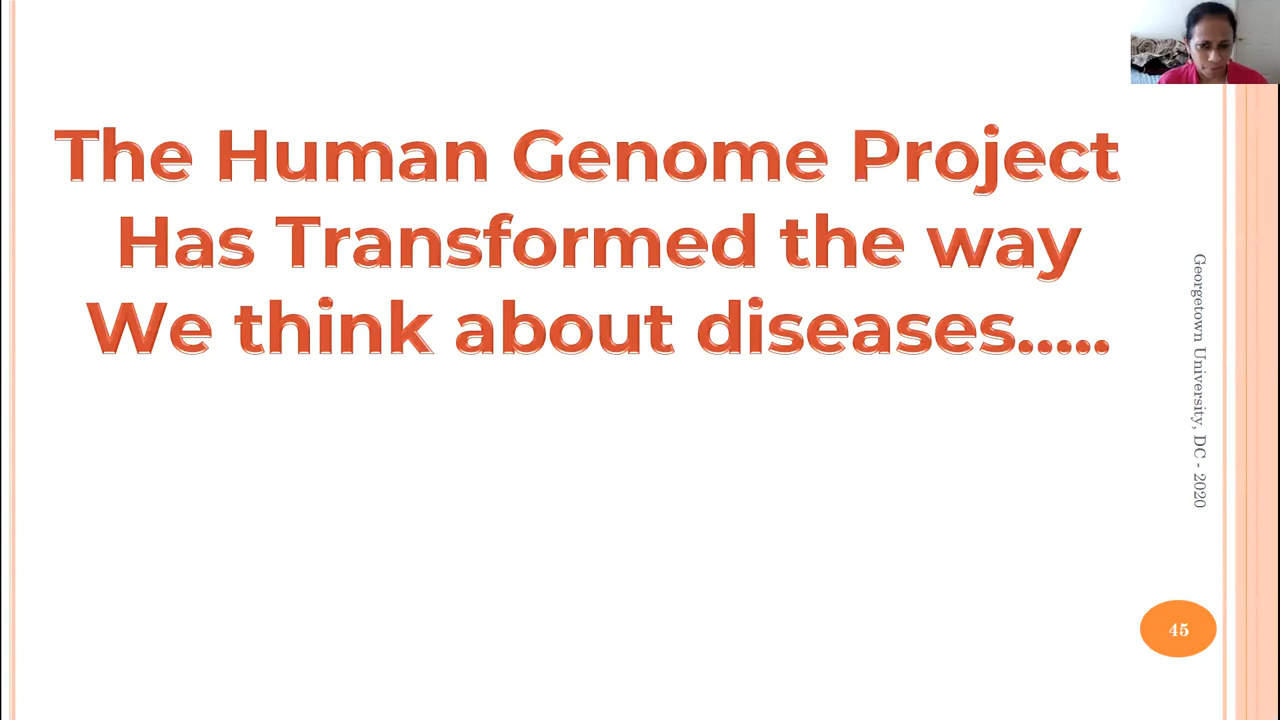 The Human Genome Project
Has Transformed the way
We think about diseases.....
Georgetown University, DC - 2020
45